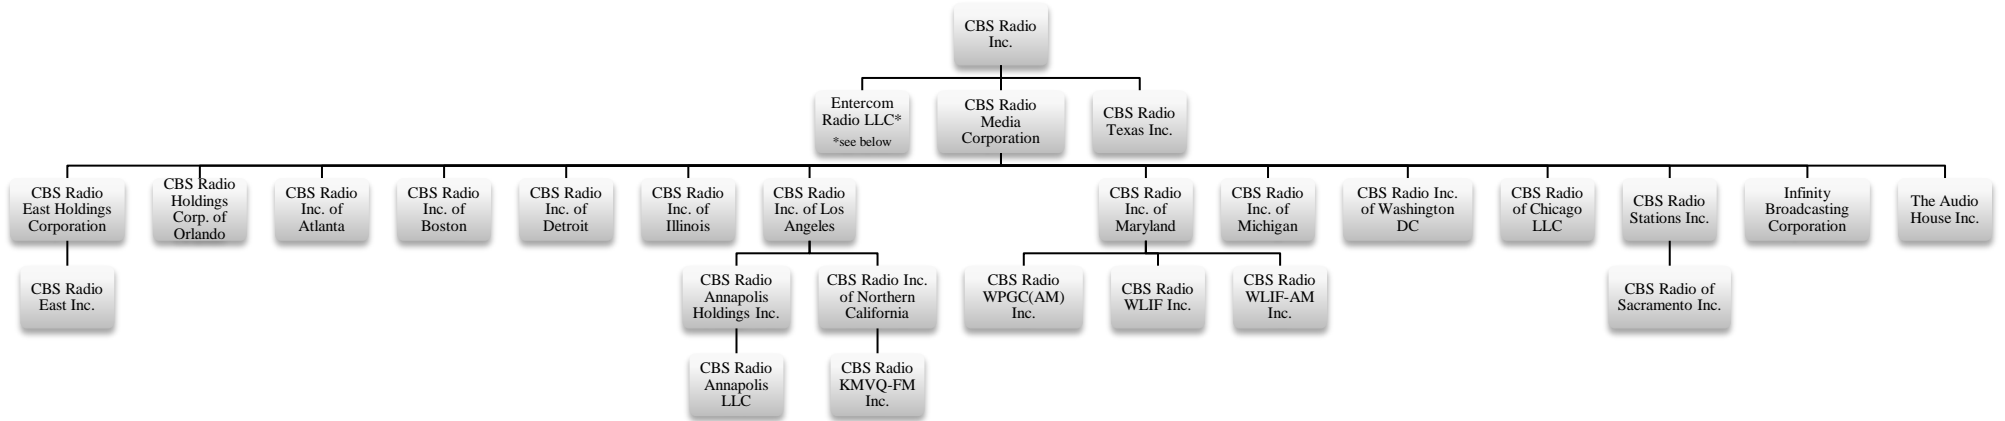 CBS Radio
Inc.
Entercom
Radio LLC*
*see below
CBS Radio
Media
Corporation
CBS Radio
Texas Inc.
CBS Radio
East Holdings
Corporation
CBS Radio
Holdings
Corp. of
Orlando
CBS Radio
Inc. of
Atlanta
CBS Radio
Inc. of
Boston
CBS Radio
Inc. of
Detroit
CBS Radio
Inc. of
Illinois
CBS Radio
Inc. of Los
Angeles
CBS Radio
Inc. of
Maryland
CBS Radio
Inc. of
Michigan
CBS Radio Inc.
of Washington
DC
CBS Radio
of Chicago
LLC
CBS Radio
Stations Inc.
Infinity
Broadcasting
Corporation
The Audio
House Inc.
CBS Radio
East Inc.
CBS Radio
Annapolis
Holdings Inc.
CBS Radio Inc.
of Northern
California
CBS Radio
WPGC(AM)
Inc.
CBS Radio
WLIF Inc.
CBS Radio
WLIF-AM
Inc.
CBS Radio of
Sacramento Inc.
CBS Radio
Annapolis
LLC
CBS Radio
KMVQ-FM
Inc.